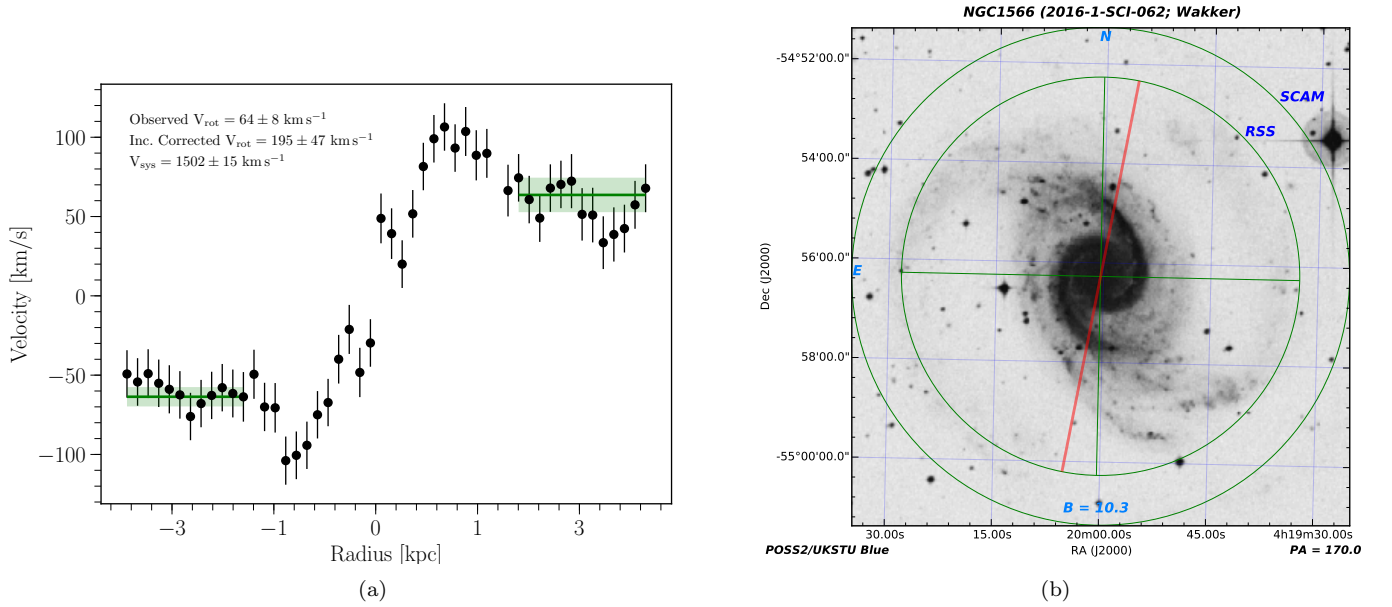 Observed Vrot = 64 ± 8 km s−1
Inc. Corrected Vrot = 195 ± 47 km s−1
Vsys = 1502 ± 15 km s−1
100
50
0
−50
−100
Velocity [km/s]
−3 −1 0 1 3
Radius [kpc]
(a)
NGC1566 (2016-1-SCI-062; Wakker)
N
SCAM
RSS
E
B = 10.3
-54°52'00.0"
54'00.0"
56'00.0"
58'00.0"
-55°00'00.0"
Dec (J2000)
30.00s 15.00s 20m00.00s 45.00s 4h19m30.00s
POSS2/UKSTU Blue RA (J2000) PA = 170.0
(b)